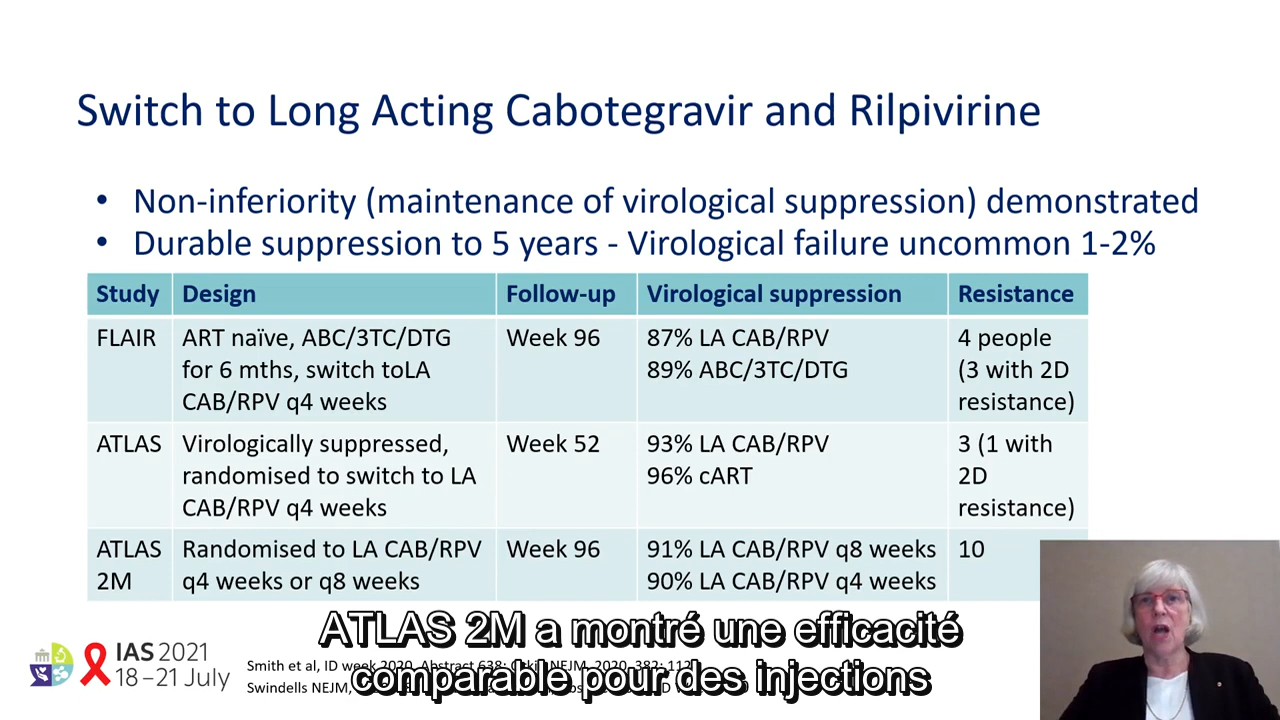 Switch to Long Acting Cabotegravir and Rilpivirine
• Non-inferiority (maintenance of virological suppression) demonstrated
• Durable suppression to 5 years - Virological failure uncommon 1-2%
Study Design Follow-up Virological suppression Resistance
FLAIR ART naïve, ABC/3TC/DTG Week 96 87% LA CAB/RPV 4 people
for 6 mths, switch toLA 89% ABC/3TC/DTG (3 with 2D
CAB/RPV q4 weeks resistance)
ATLAS Virologically suppressed, Week 52 93% LA CAB/RPV 3 (1 with
randomised to switch to LA 96% cART 2D
CAB/RPV q4 weeks resistance)
ATLAS Randomised to LA CAB/RPV Week 96 91% LA CAB/RPV q8 weeks 10
2M q4 weeks or q8 weeks 90% LA CAB/RPV q4 weeks
ATLAS 2M a montré une efficacité
comparable pour des injections
IAS 2021
18–21 July
Smith et al, ID week 2020, Abstract 638; NEJM, 2020; 382: 112
Swindells NEJM,